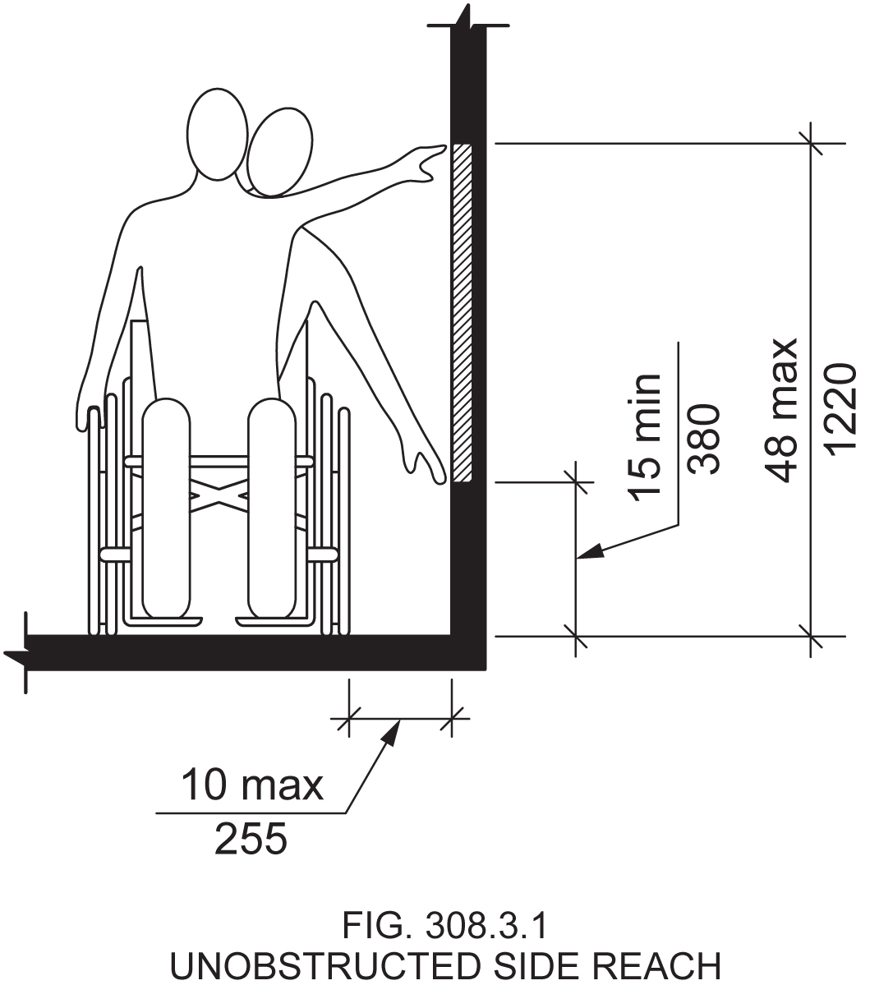 15 min
380
48 max
1220
10 max
255
FIG. 308.3.1
UNOBSTRUCTED SIDE REACH